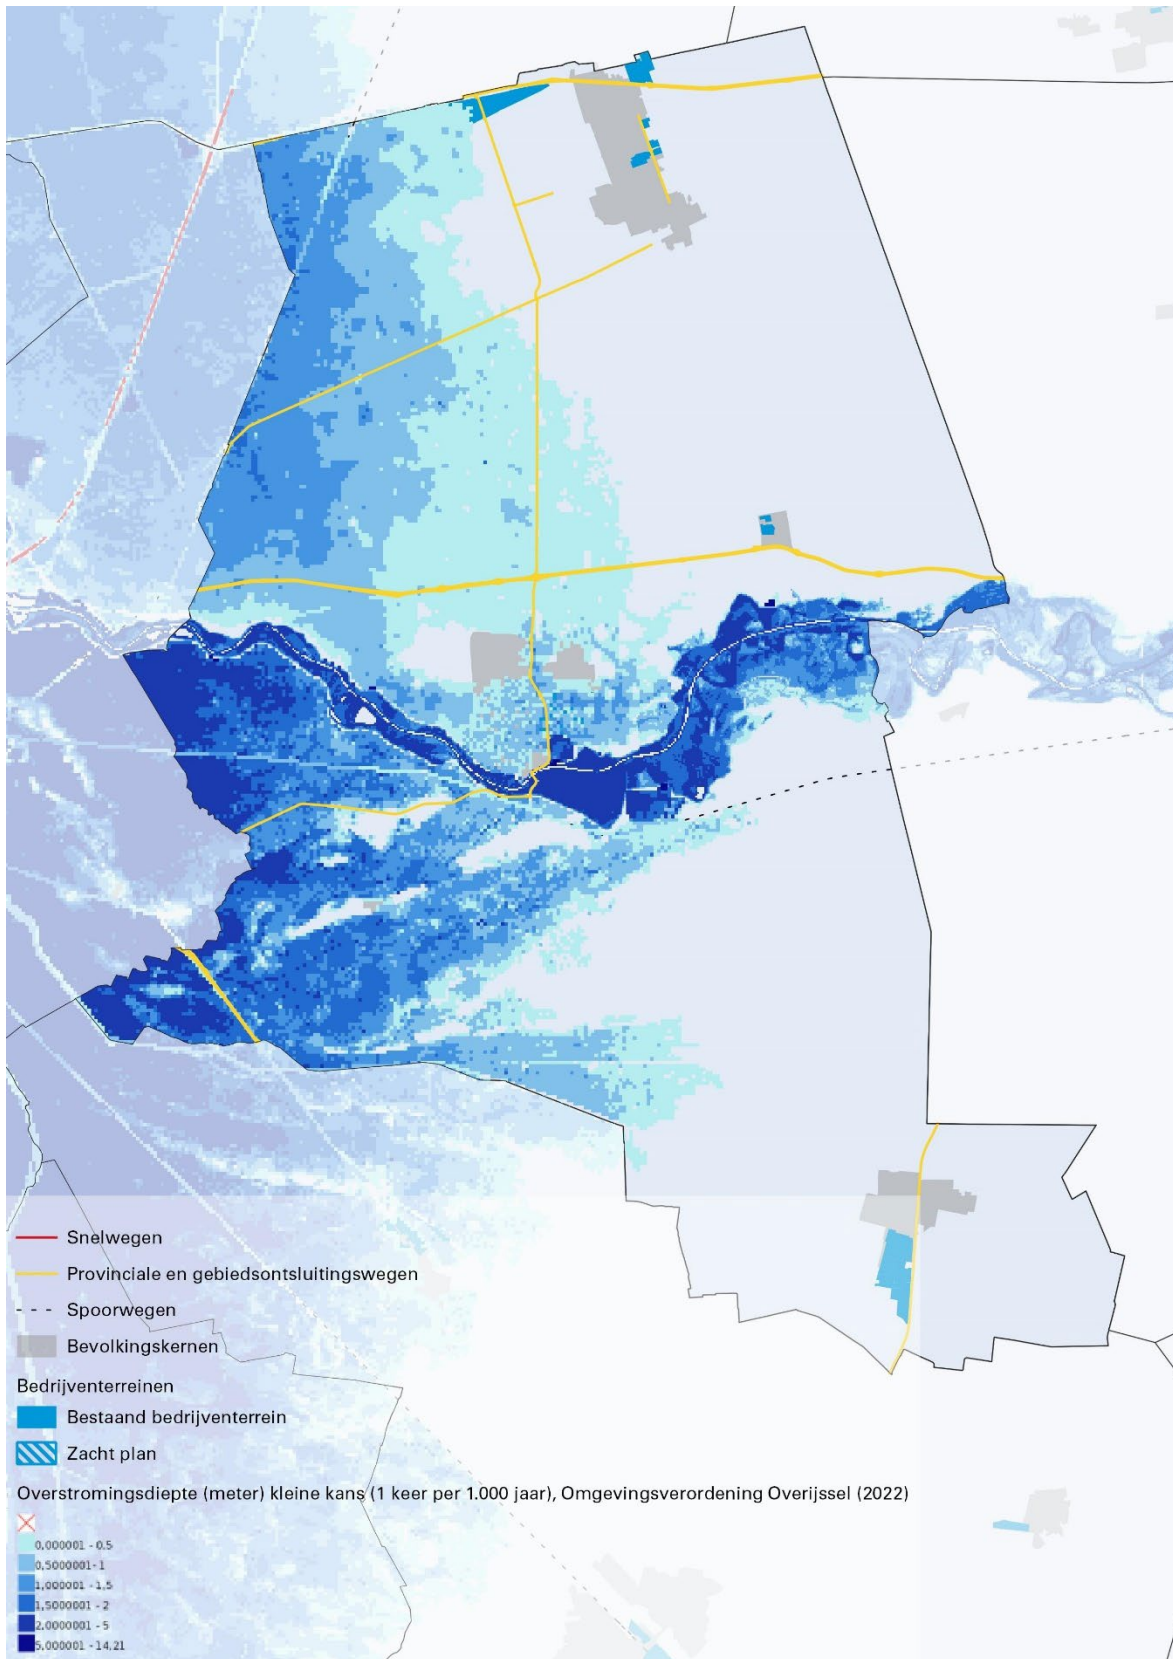 Snelwegen
Provinciale en gebiedsontsluitingswegen
Spoorwegen
Bevolkingskernen
Bedrijventerreinen
Bestaand bedrijventerrein
Zacht plan
Overstromingsdiepte (meter) kleine kans (1 keer per 1.000 jaar), Omgevingsverordening Overijssel (2022)
0,000001 - 0.5
0,5000001-1
1,000001 - 1,5
1,5000001 - 2
2.0000001 - 5
5,000001 - 14,21